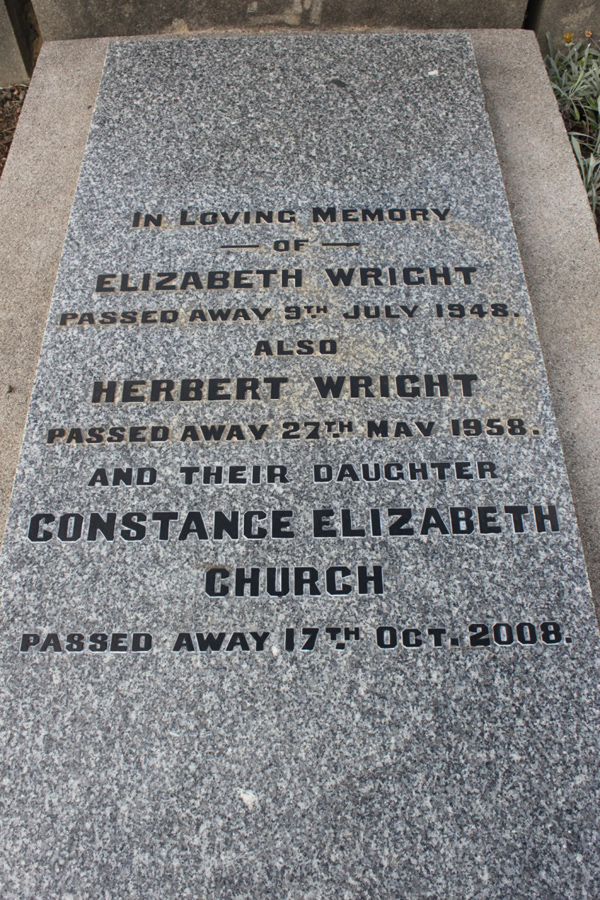 IN LOVING MEMORY
— OF —
ELIZABETH WRIGHT
PASSED AWAY 9TH JULY 1948.
ALSO
HERBERT WRIGHT
PASSED AWAY 27TH MAY 1958.
AND THEIR DAUGHTER
CONSTANCE ELIZABETH
CHURCH
PASSED AWAY 17TH OCT. 2008.